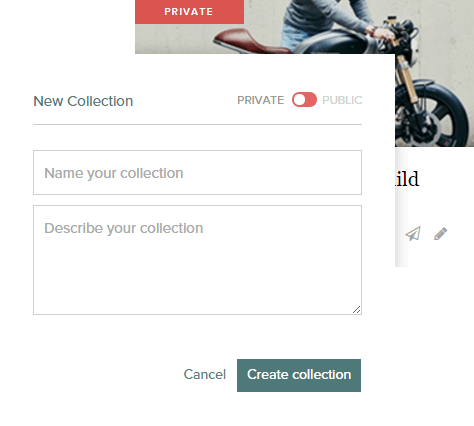 PRIVATE
New Collection
PRIVATE PUBLIC
Name your collection
ild
Describe your collection
Cancel
Create collection